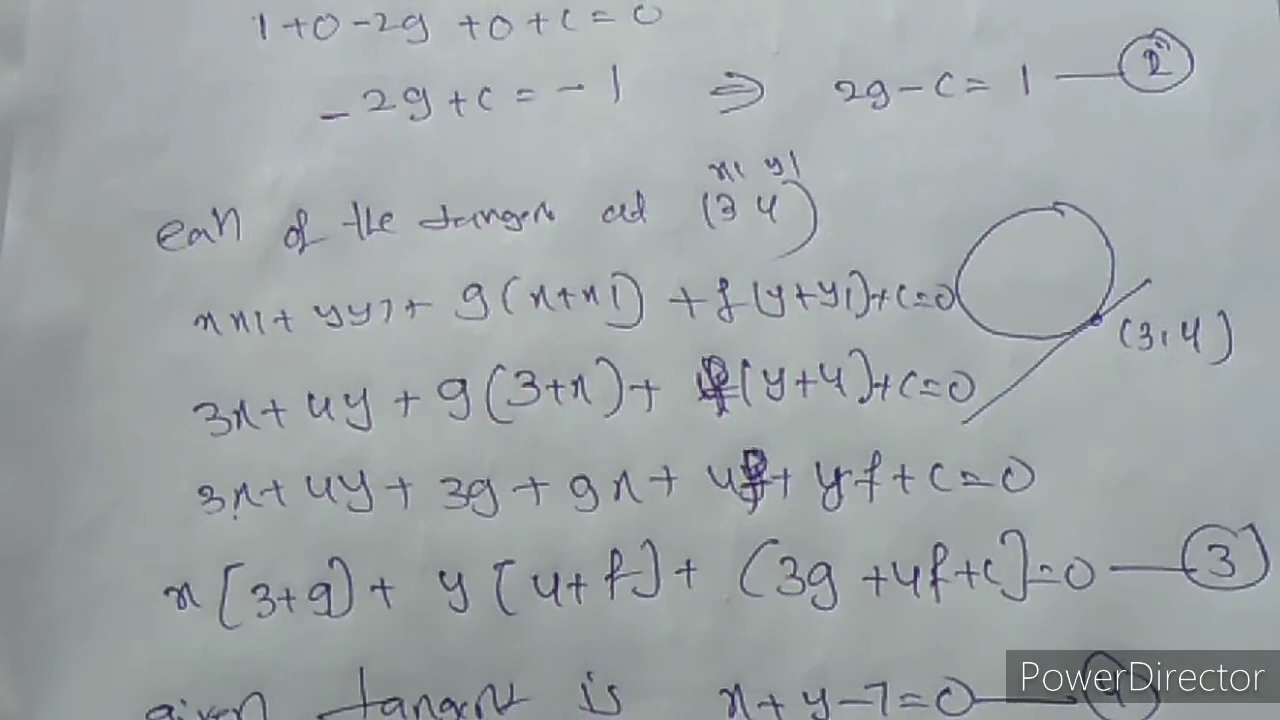 1+0-2g +0+c=0
-2g+c=-1 ⇒ 2g-c=1 — 2
x1 y1
eqn of the tangent at (3 4)
xx1+yy1+ g(x+x1) +f(y+y1)+c=0
(3,4)
3x+4y+g(3+x)+ f(y+4)+c=0
3x+4y+3g+gx+4f+yf+c=0
x[3+g]+ y[4+f]+ (3g+4f+c]=0 — 3
given tangent is x+y-7=0 — 4
PowerDirector